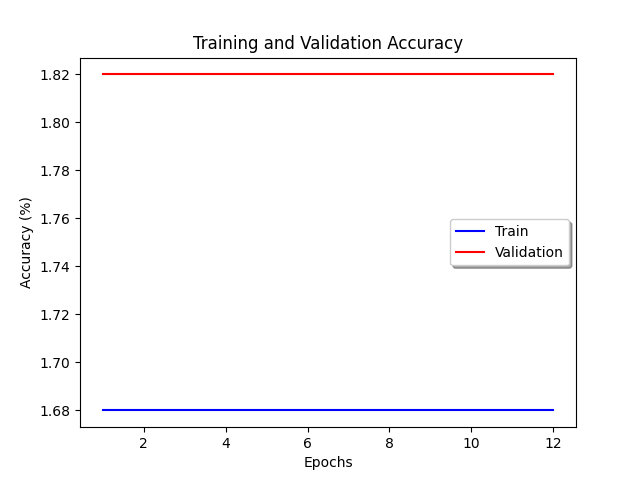 Training and Validation Accuracy
1.82
1.80
1.78
1.76
1.74
1.72
1.70
1.68
Accuracy (%)
Train
Validation
2 4 6 8 10 12
Epochs